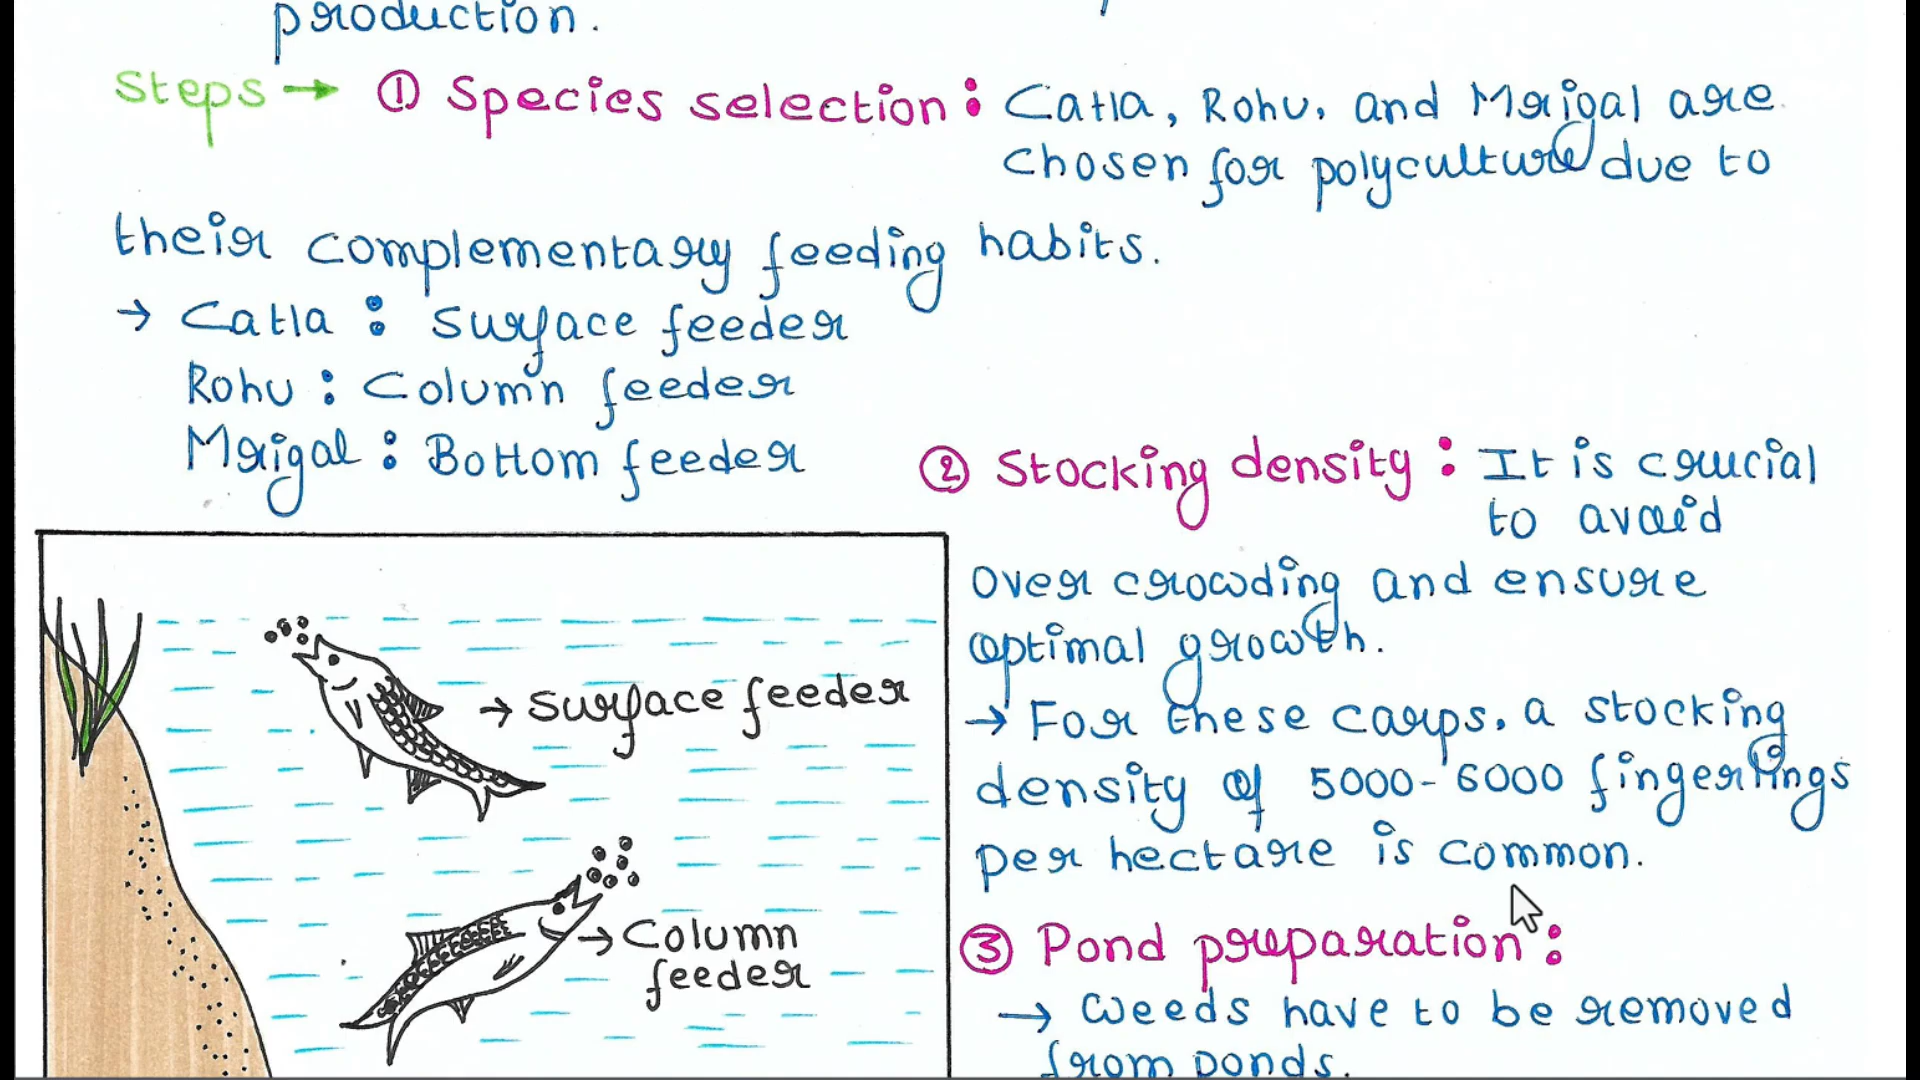 production.
Steps → ① Species selection : Catla, Rohu, and Mrigal are
chosen for polyculture due to
their complementary feeding habits.
→ Catla : Surface feeder
Rohu : Column feeder
Mrigal : Bottom feeder
② Stocking density : It is crucial
to avoid
over crowding and ensure
optimal growth.
→ For these carps, a stocking
density of 5000-6000 fingerlings
per hectare is common.
③ Pond preparation :
→ Weeds have to be removed
from ponds.
→ Surface feeder
→ Column
feeder